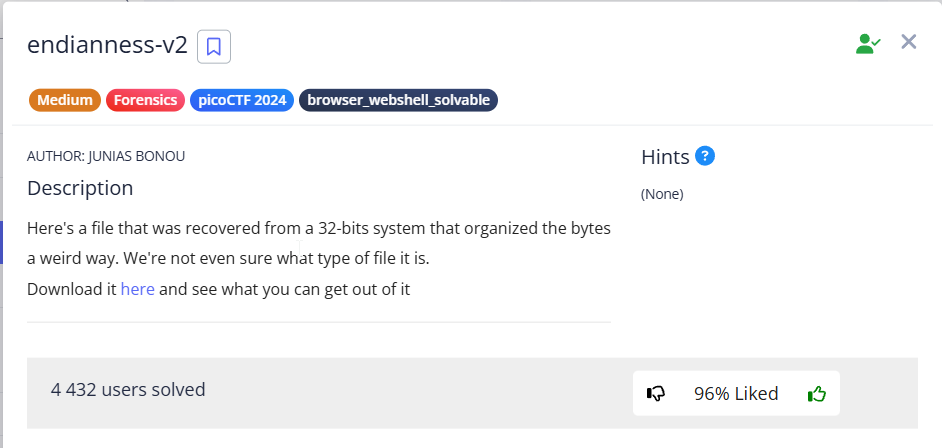 endianness-v2
Medium Forensics picoCTF 2024 browser_webshell_solvable
AUTHOR: JUNIAS BONOU
Description
Here's a file that was recovered from a 32-bits system that organized the bytes
a weird way. We're not even sure what type of file it is.
Download it here and see what you can get out of it
Hints ?
(None)
4 432 users solved
96% Liked